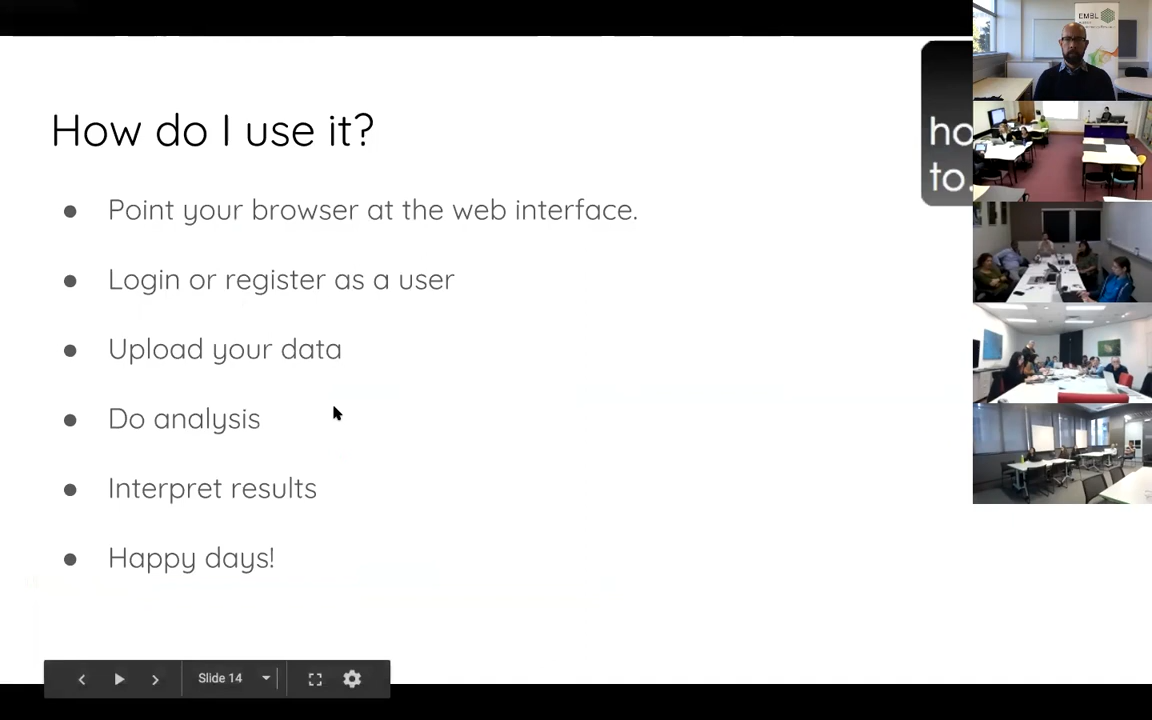 How do I use it?
ho
to.
● Point your browser at the web interface.
● Login or register as a user
● Upload your data
● Do analysis
● Interpret results
● Happy days!
Slide 14
EMBL